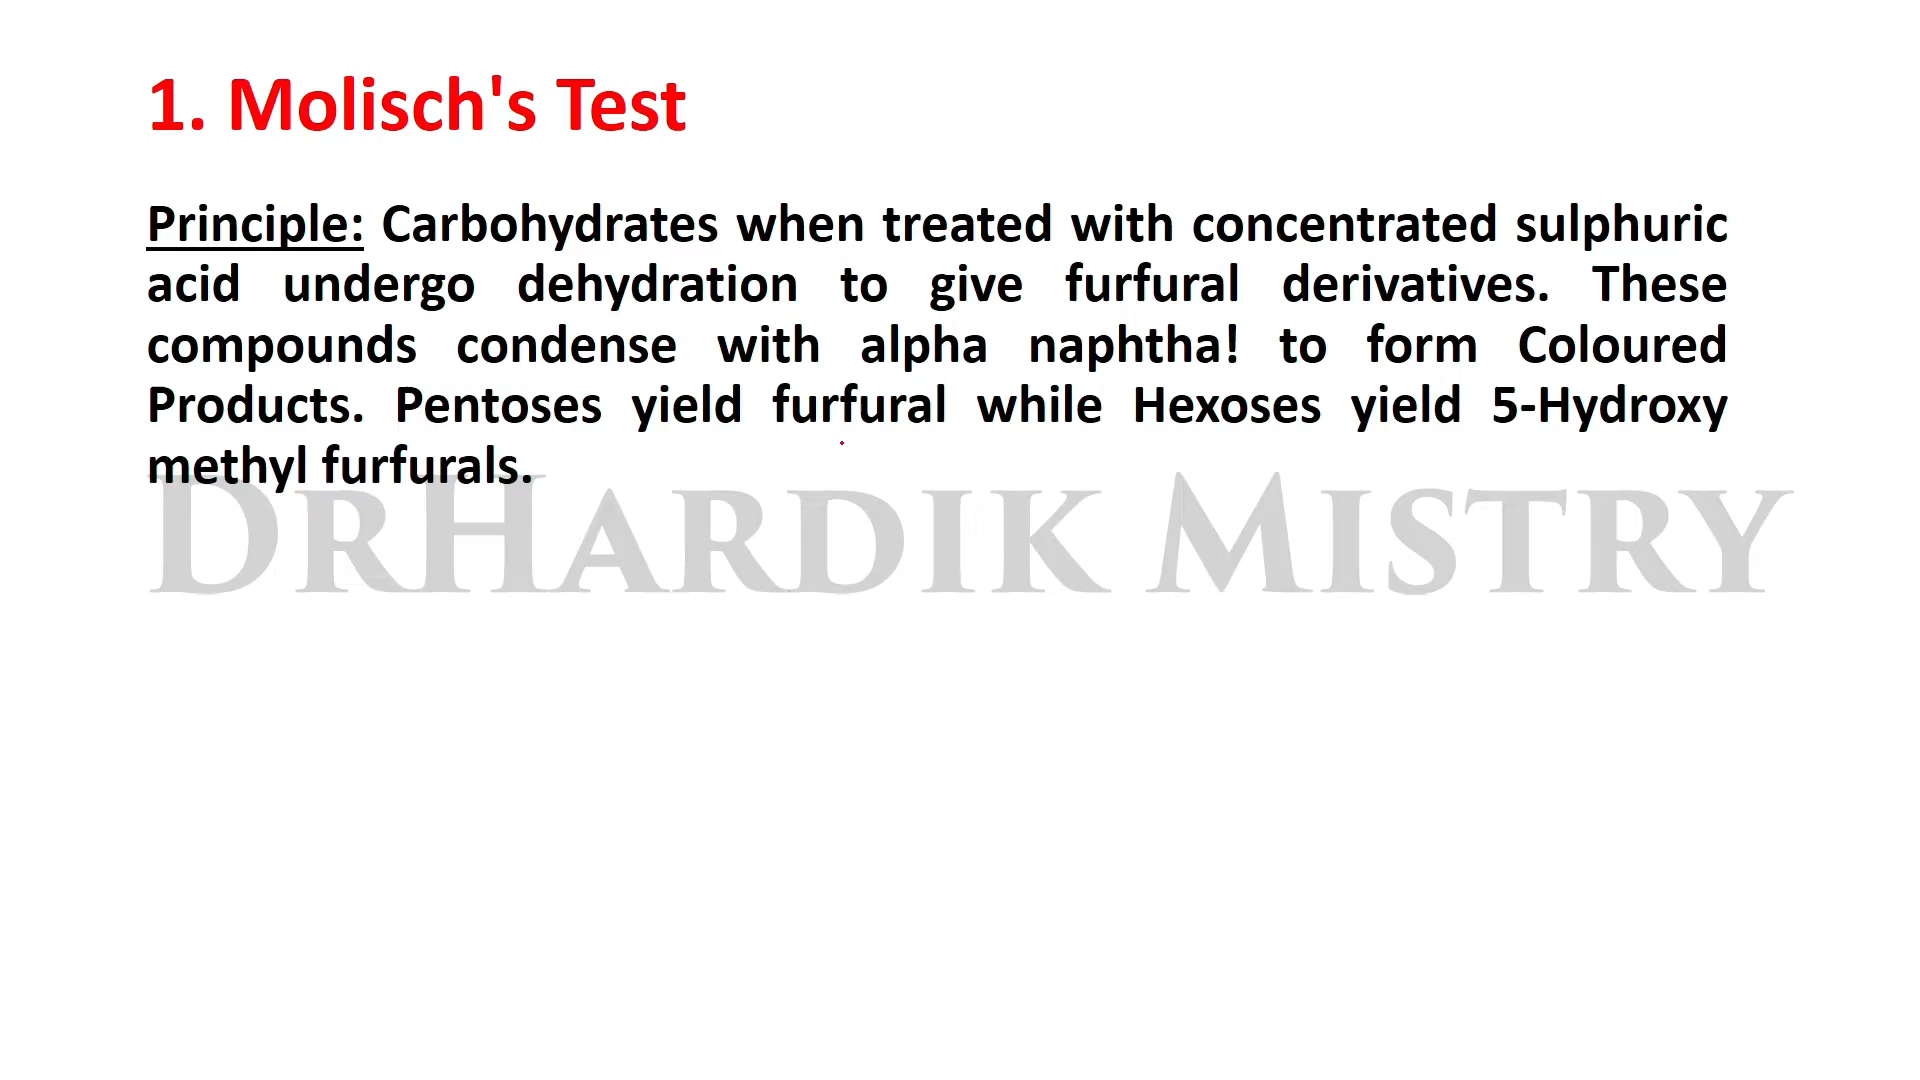 1. Molisch's Test
Principle: Carbohydrates when treated with concentrated sulphuric
acid undergo dehydration to give furfural derivatives. These
compounds condense with alpha naphtha! to form Coloured
Products. Pentoses yield furfural while Hexoses yield 5-Hydroxy
methyl furfurals.
DRHARDIK MISTRY